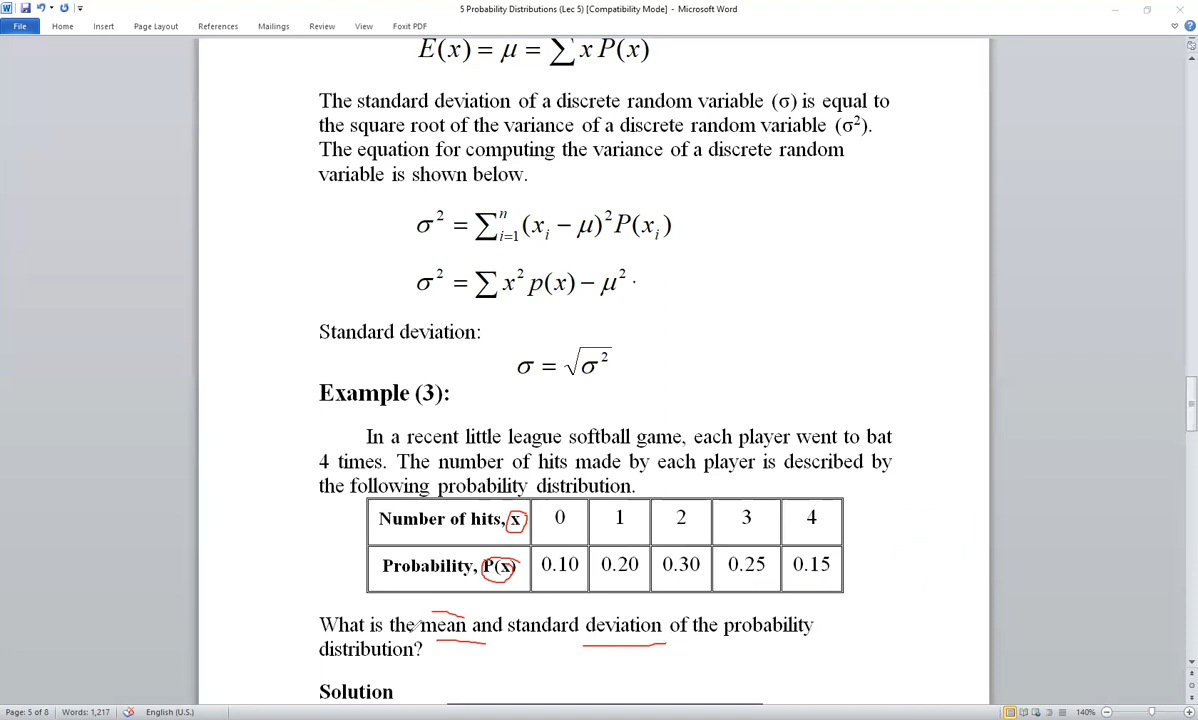 5 Probability Distributions (Lec 5) [Compatibility Mode] - Microsoft Word
File Home Insert Page Layout References Mailings Review View Foxit PDF
E(x) = μ = ∑ x P(x)
The standard deviation of a discrete random variable (σ) is equal to
the square root of the variance of a discrete random variable (σ²).
The equation for computing the variance of a discrete random
variable is shown below.
σ² = ∑ⁿᵢ₌₁ (xᵢ − μ)² P(xᵢ)
σ² = ∑ x² p(x) − μ² ·
Standard deviation:
σ = √σ²
Example (3):
In a recent little league softball game, each player went to bat
4 times. The number of hits made by each player is described by
the following probability distribution.
Number of hits, x 0 1 2 3 4
Probability, P(x) 0.10 0.20 0.30 0.25 0.15
What is the mean and standard deviation of the probability
distribution?
Solution
Page: 5 of 8 Words: 1,217 English (U.S.) 140%